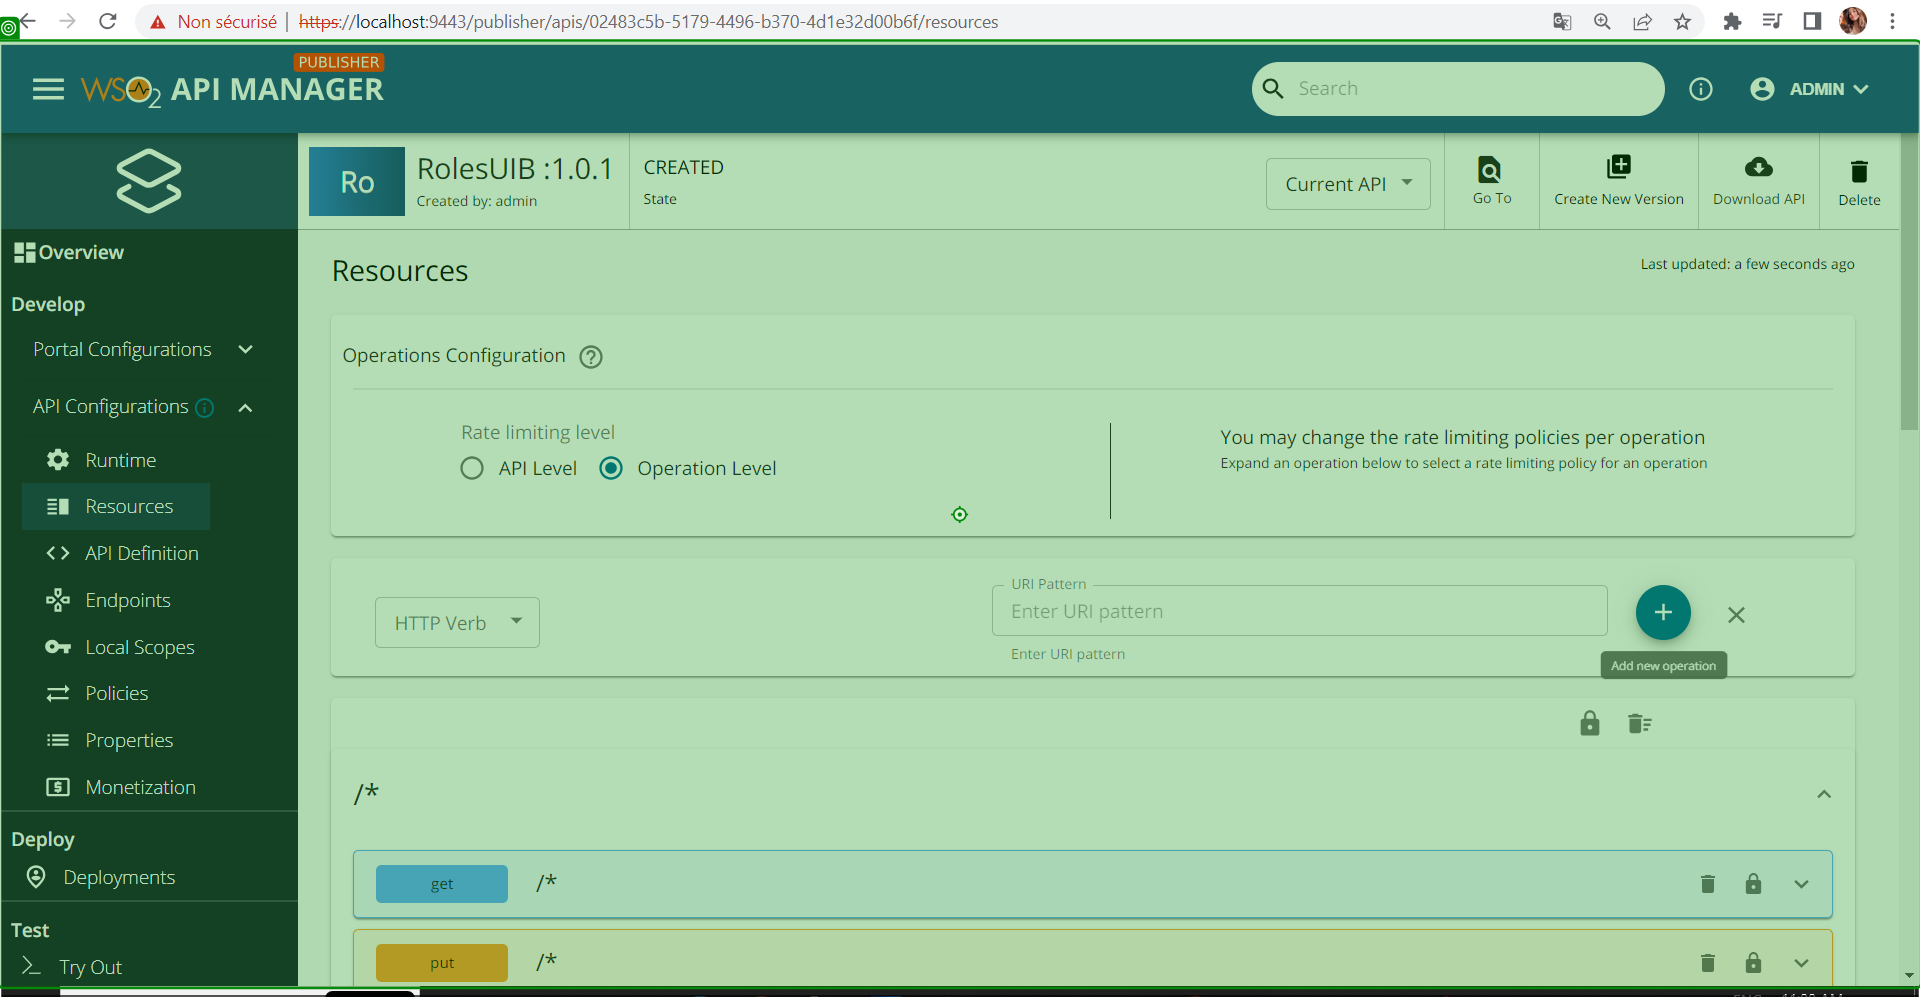 Non sécurisé | https://localhost:9443/publisher/apis/02483c5b-5179-4496-b370-4d1e32d00b6f/resources
PUBLISHER
WSO2 API MANAGER
Search
ADMIN
Ro
RolesUIB :1.0.1
Created by: admin
CREATED
State
Current API
Go To
Create New Version
Download API
Delete
Overview
Develop
Portal Configurations
API Configurations
Runtime
Resources
API Definition
Endpoints
Local Scopes
Policies
Properties
Monetization
Deploy
Deployments
Test
Try Out
Resources
Last updated: a few seconds ago
Operations Configuration
Rate limiting level
API Level
Operation Level
You may change the rate limiting policies per operation
Expand an operation below to select a rate limiting policy for an operation
HTTP Verb
URI Pattern
Enter URI pattern
Enter URI pattern
Add new operation
/*
get
/*
put
/*